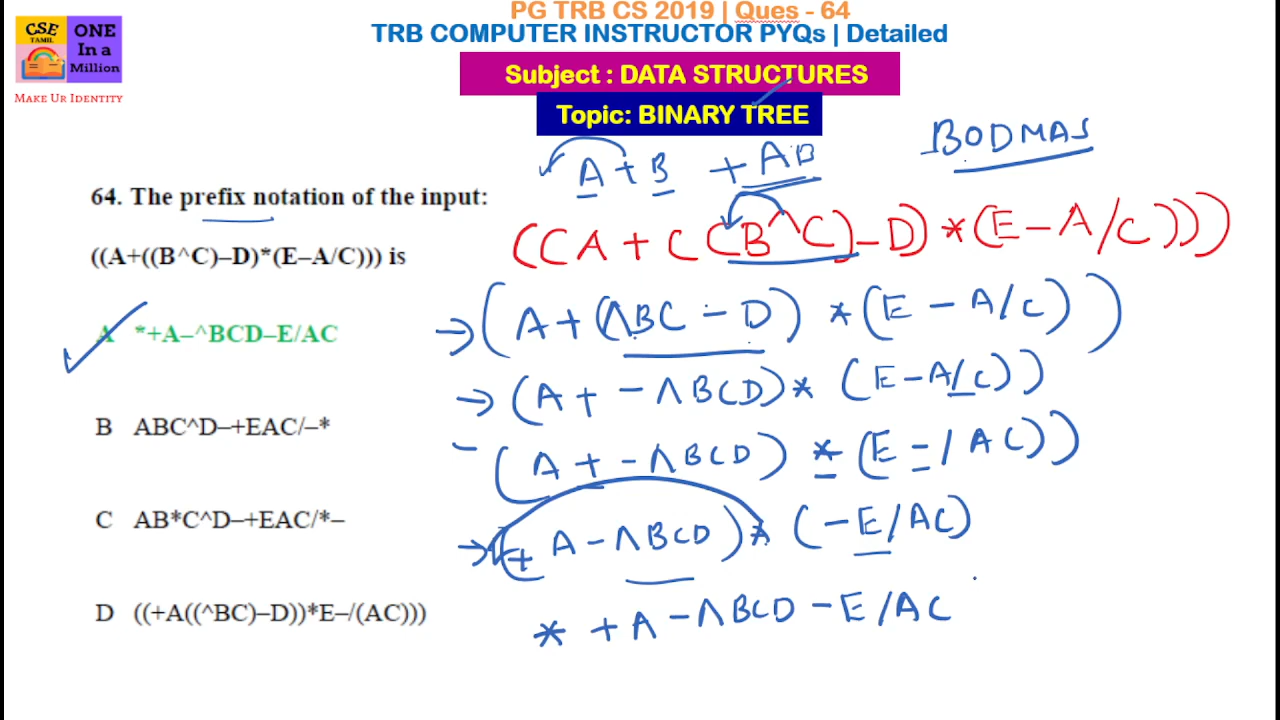 PG TRB CS 2019 | Ques - 64
TRB COMPUTER INSTRUCTOR PYQs | Detailed
CSE
TAMIL
ONE
In a
Million
MAKE UR IDENTITY
Subject : DATA STRUCTURES
Topic: BINARY TREE
BODMAS
A + B + AB
64. The prefix notation of the input:
((A+((B^C)–D)*(E–A/C))) is
((A + ((B^C) – D) * (E – A/C)))
A *+A–^BCD–E/AC
→ (A + (^BC – D) * (E – A/C))
→ (A + – ^BCD) * (E – A/C))
– (A + – ^BCD) * (E – /AC))
B ABC^D–+EAC/–*
C AB*C^D–+EAC/*–
→ (+ A – ^BCD) * (– E/AC)
D ((+A((^BC)–D))*E–/(AC)))
* + A – ^BCD – E/AC